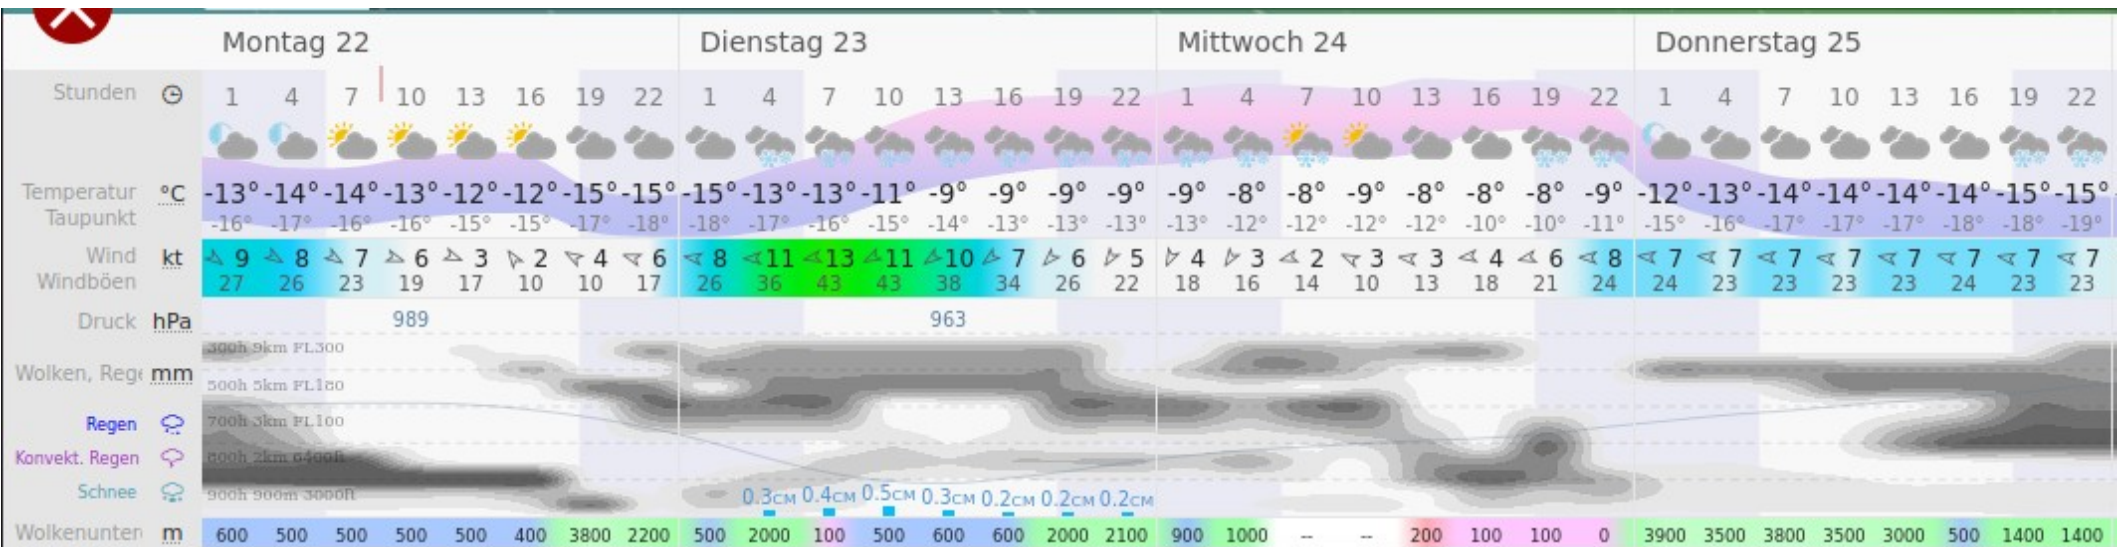 Montag 22 Dienstag 23 Mittwoch 24 Donnerstag 25
Stunden 1 4 7 10 13 16 19 22 1 4 7 10 13 16 19 22 1 4 7 10 13 16 19 22 1 4 7 10 13 16 19 22
Temperatur °C -13° -14° -14° -13° -12° -12° -15° -15° -15° -13° -13° -11° -9° -9° -9° -9° -9° -8° -8° -9° -8° -8° -8° -9° -12° -13° -14° -14° -14° -14° -15° -15°
Taupunkt -16° -17° -16° -16° -15° -15° -17° -18° -18° -17° -16° -15° -14° -13° -13° -13° -13° -12° -12° -12° -12° -10° -10° -11° -15° -16° -17° -17° -17° -18° -18° -19°
Wind kt 9 8 7 6 3 2 4 6 8 11 13 11 10 7 6 5 4 3 2 3 3 4 6 8 7 7 7 7 7 7 7 7
Windböen 27 26 23 19 17 10 10 17 26 36 43 43 38 34 26 22 18 16 14 10 13 18 21 24 24 23 23 23 23 24 23 23
Druck hPa 989 963
300h 9km FL300
Wolken, Rege mm
500h 5km FL180
Regen 700h 3km FL100
Konvekt. Regen 800h 2km 6400ft
Schnee 900h 900m 3000ft 0.3см 0.4см 0.5см 0.3см 0.2см 0.2см 0.2см
Wolkenunten m 600 500 500 500 500 400 3800 2200 500 2000 100 500 600 600 2000 2100 900 1000 -- -- 200 100 100 0 3900 3500 3800 3500 3000 500 1400 1400